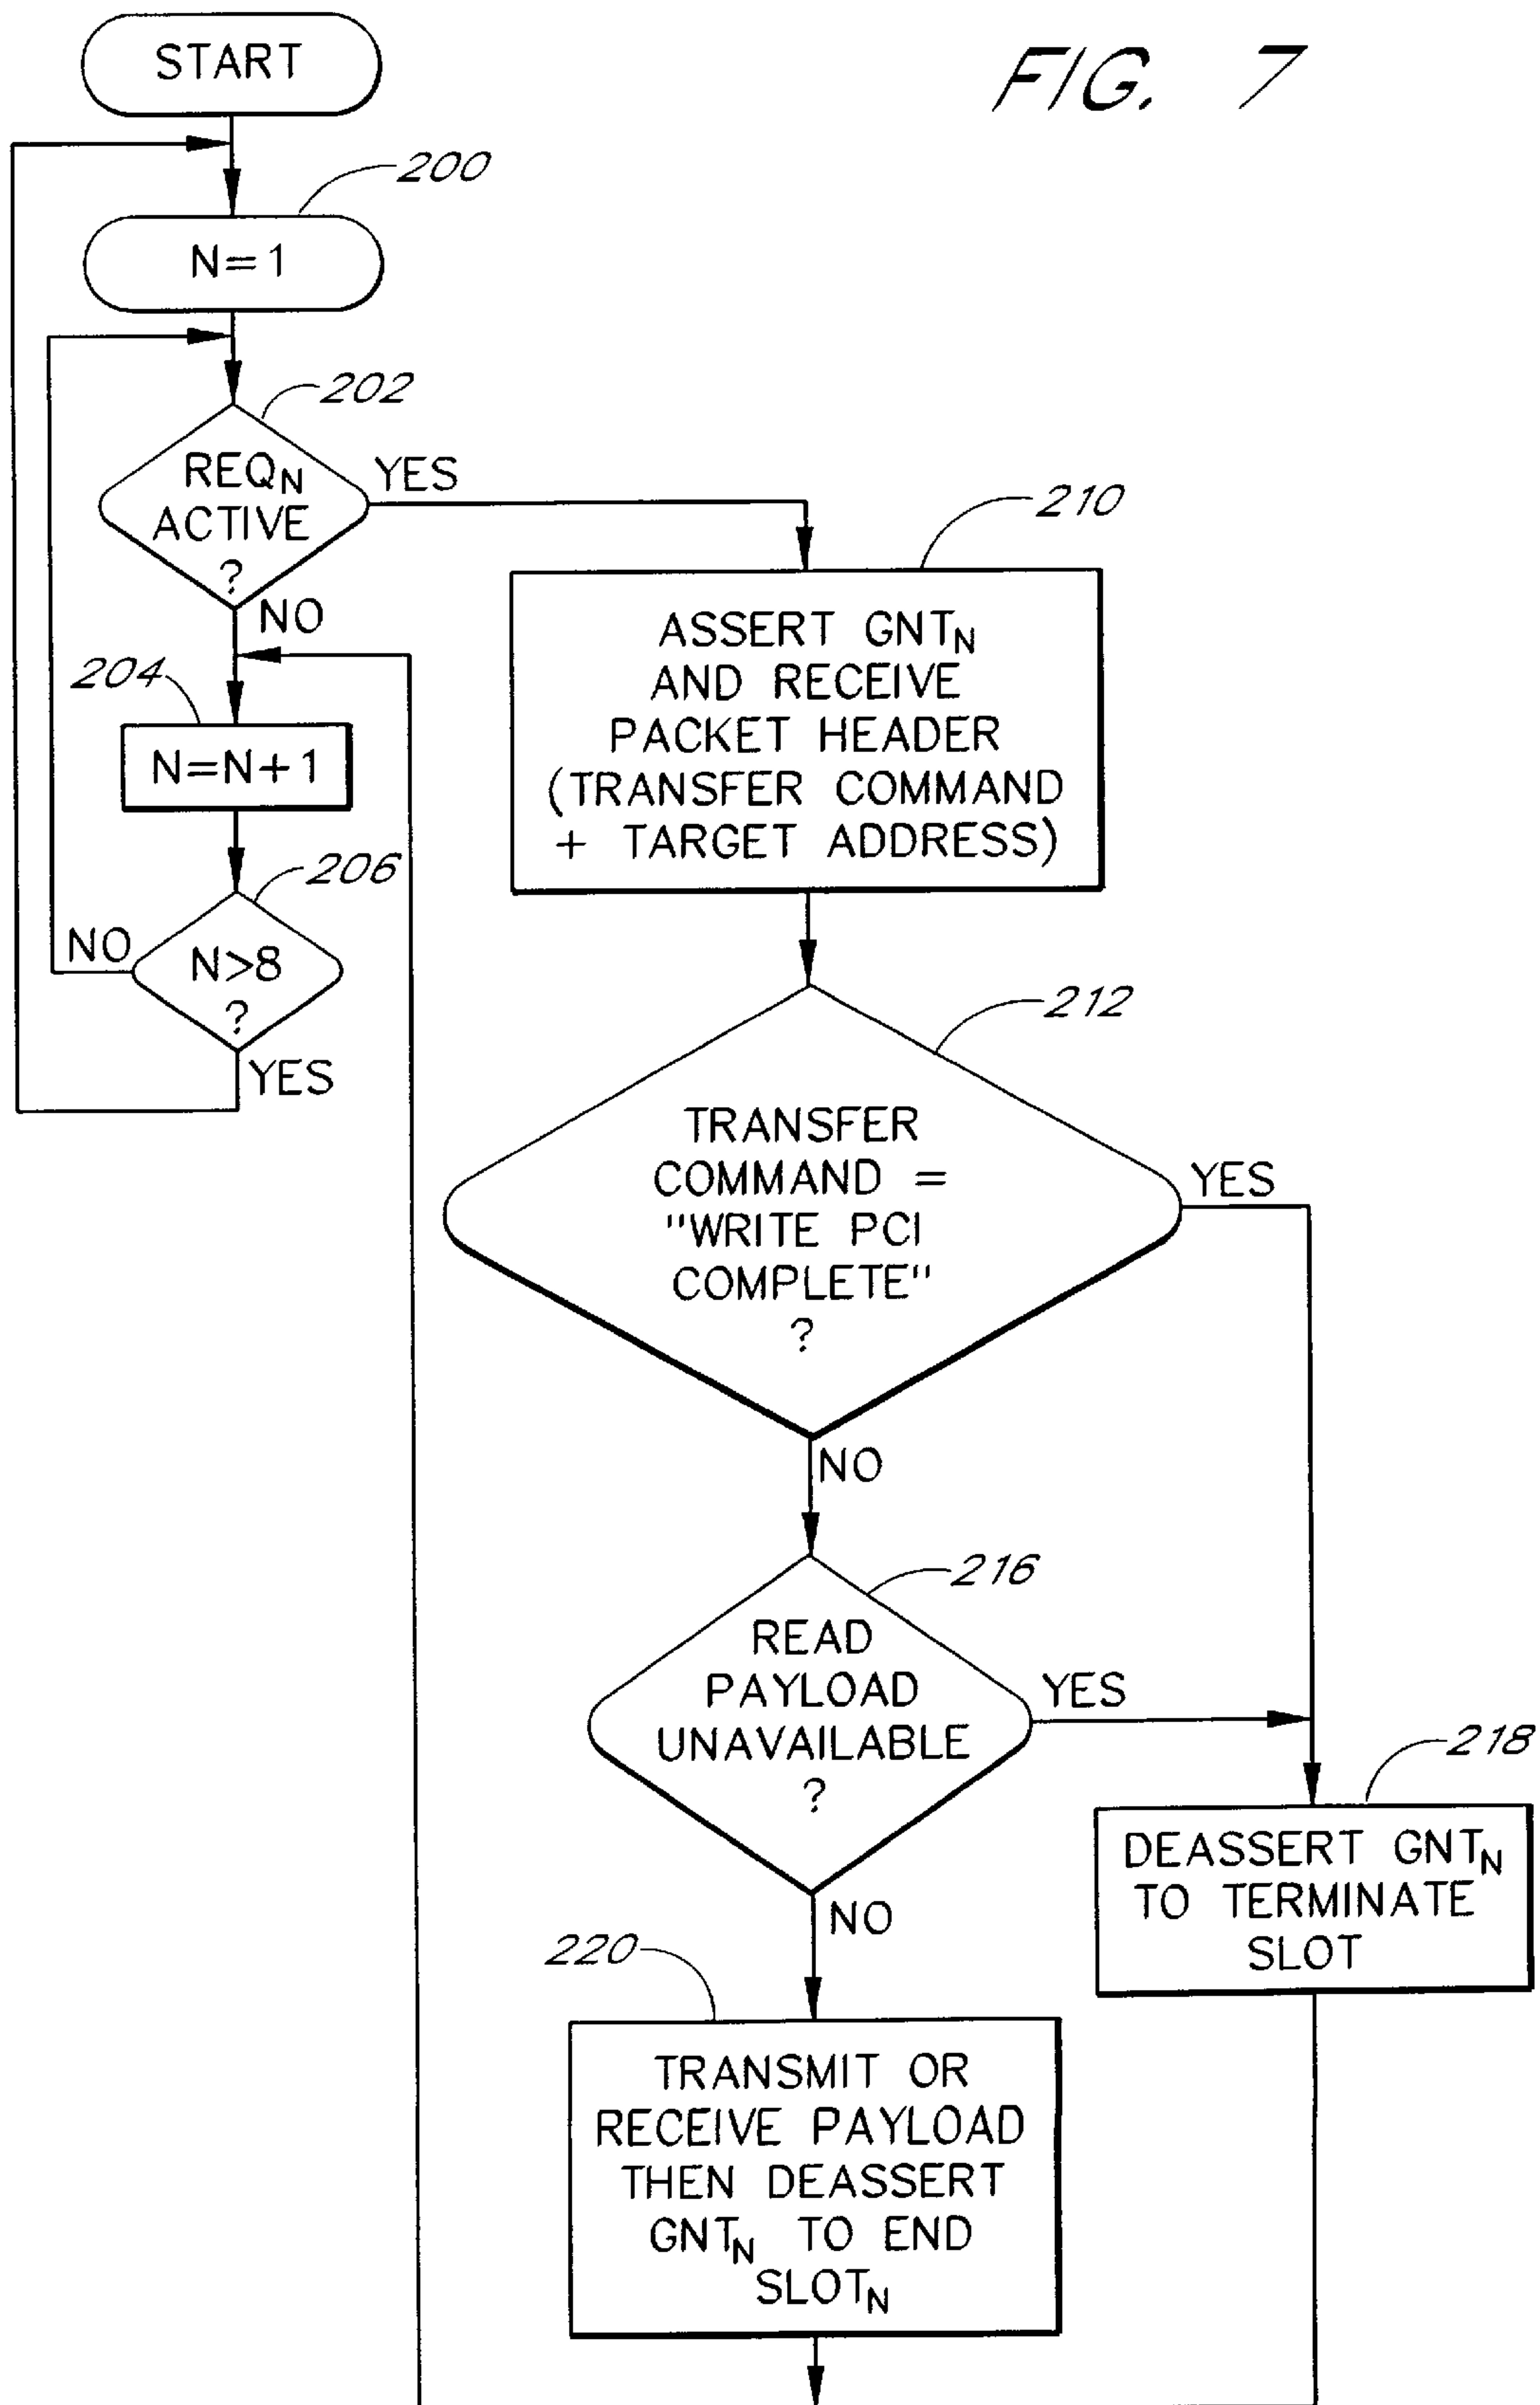 FIG. 7
START
200
N=1
202
REQN
ACTIVE
?
YES
NO
204
N=N+1
206
N>8
?
NO
YES
210
ASSERT GNTN
AND RECEIVE
PACKET HEADER
(TRANSFER COMMAND
+ TARGET ADDRESS)
212
TRANSFER
COMMAND =
"WRITE PCI
COMPLETE"
?
YES
NO
216
READ
PAYLOAD
UNAVAILABLE
?
YES
NO
218
DEASSERT GNTN
TO TERMINATE
SLOT
220
TRANSMIT OR
RECEIVE PAYLOAD
THEN DEASSERT
GNTN TO END
SLOTN